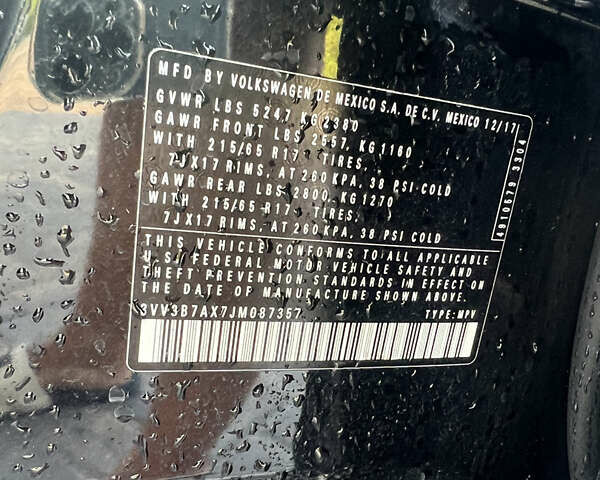 MFD BY VOLKSWAGEN DE MEXICO S.A. DE C.V. MEXICO 12/17
GVWR LBS 5247, KG 2380
GAWR FRONT LBS 2557, KG 1160
WITH 215/65 R17 TIRES,
7JX17 RIMS, AT 260 KPA, 38 PSI COLD
GAWR REAR LBS 2800, KG 1270
WITH 215/65 R17 TIRES,
7JX17 RIMS, AT 260 KPA, 38 PSI COLD
4910579 3304
THIS VEHICLE CONFORMS TO ALL APPLICABLE
U.S. FEDERAL MOTOR VEHICLE SAFETY AND
THEFT PREVENTION STANDARDS IN EFFECT ON
THE DATE OF MANUFACTURE SHOWN ABOVE.
3VV3B7AX7JM087357 TYPE: MPV